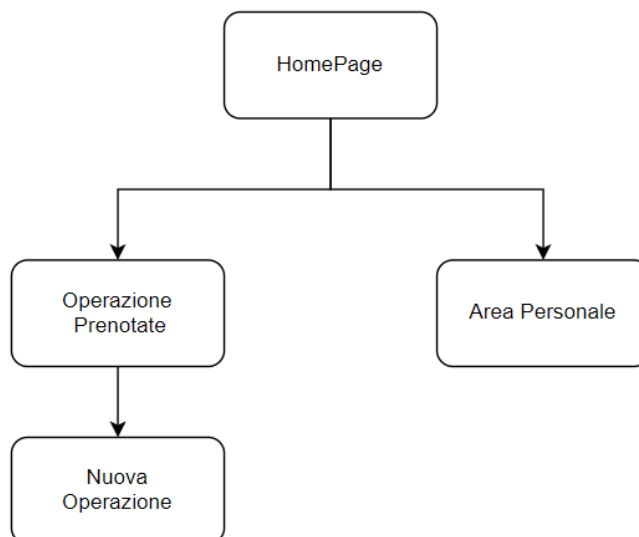 HomePage
Operazione
Prenotate
Area Personale
Nuova
Operazione